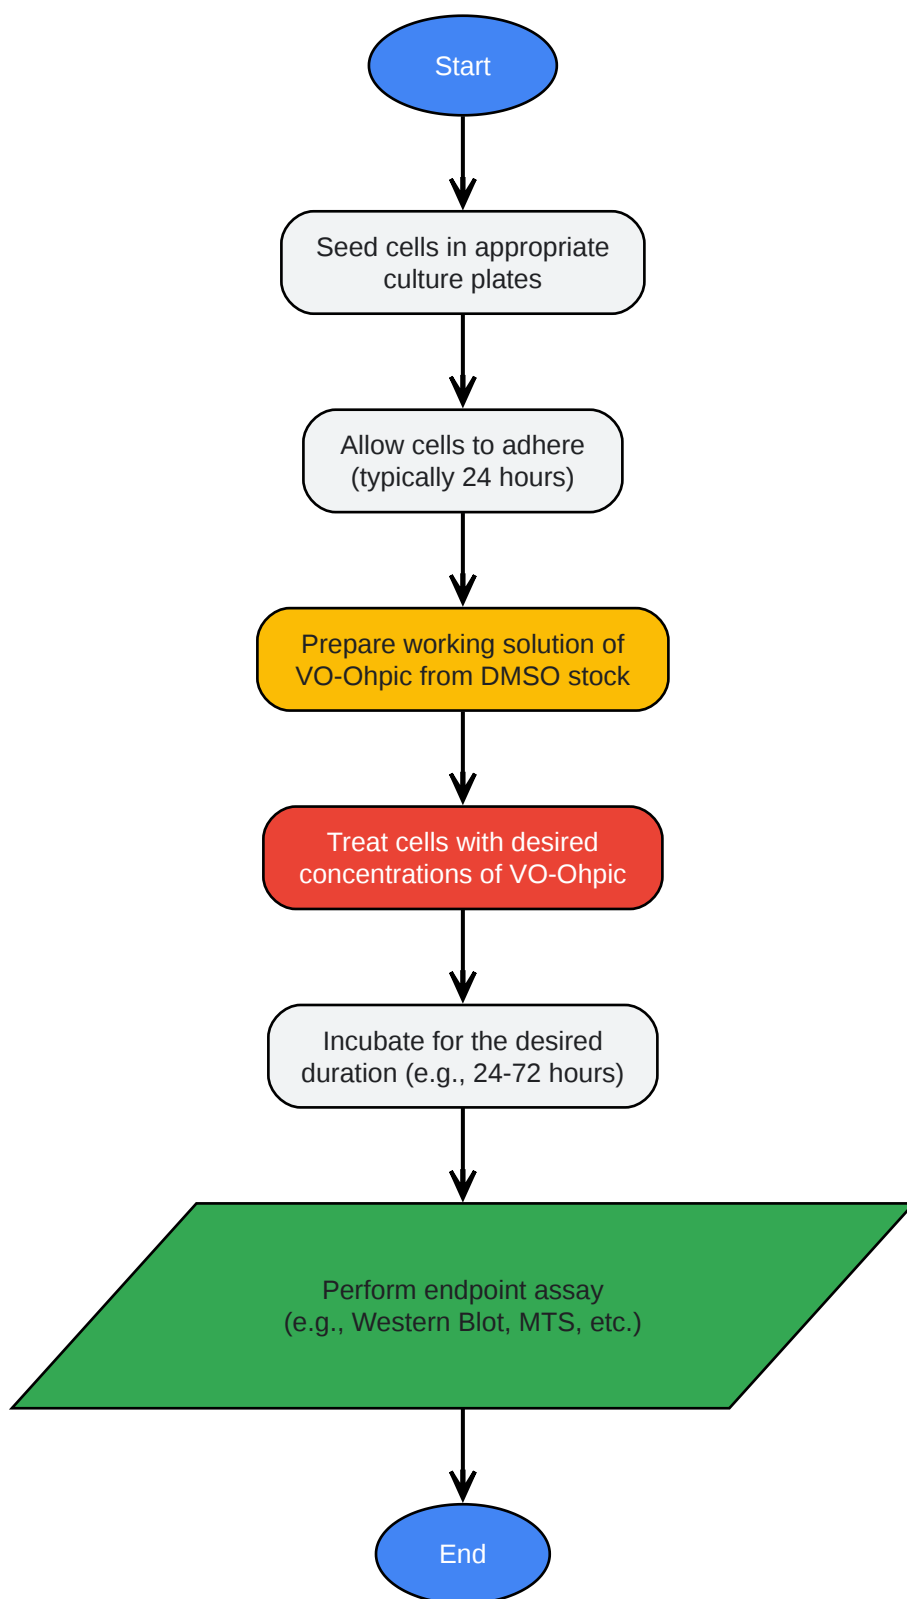 Start
Seed cells in appropriate
culture plates
Allow cells to adhere
(typically 24 hours)
Prepare working solution of
VO-Ohpic from DMSO stock
Treat cells with desired
concentrations of VO-Ohpic
Incubate for the desired
duration (e.g., 24-72 hours)
Perform endpoint assay
(e.g., Western Blot, MTS, etc.)
End